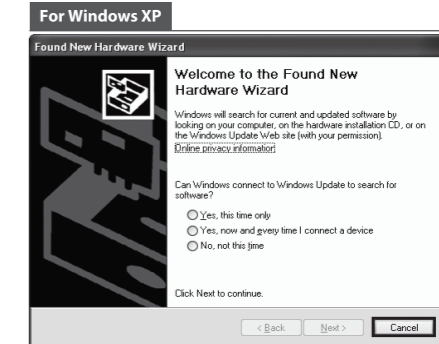 For Windows XP
Found New Hardware Wizard
Welcome to the Found New
Hardware Wizard
Windows will search for current and updated software by
looking on your computer, on the hardware installation CD, or on
the Windows Update Web site (with your permission).
Online privacy information
Can Windows connect to Windows Update to search for
software?
Yes, this time only
Yes, now and every time I connect a device
No, not this time
Click Next to continue.
< Back Next > Cancel